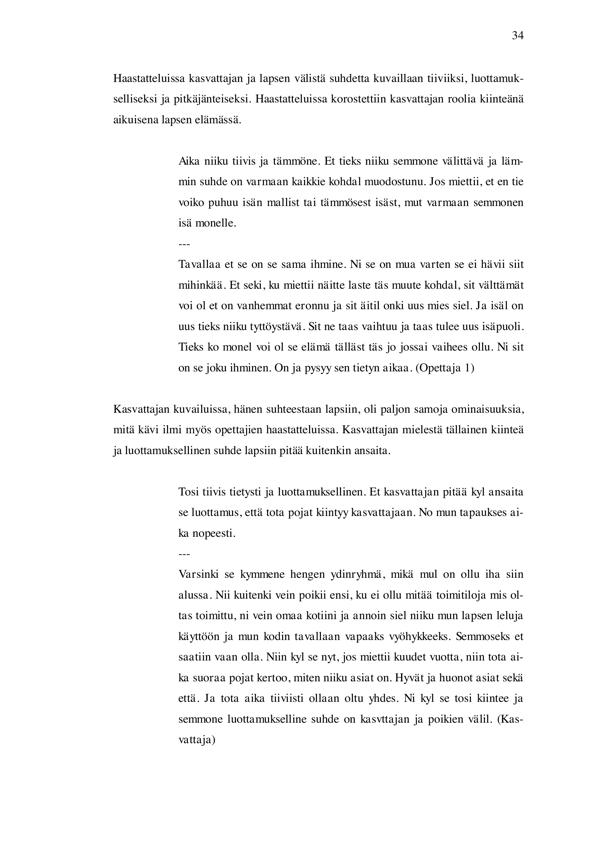 34
Haastatteluissa kasvattajan ja lapsen välistä suhdetta kuvaillaan tiiviiksi, luottamuk-
selliseksi ja pitkäjänteiseksi. Haastatteluissa korostettiin kasvattajan roolia kiinteänä
aikuisena lapsen elämässä.
Aika niiku tiivis ja tämmöne. Et tieks niiku semmone välittävä ja läm-
min suhde on varmaan kaikkie kohdal muodostunu. Jos miettii, et en tie
voiko puhuu isän mallist tai tämmösest isäst, mut varmaan semmonen
isä monelle.
---
Tavallaa et se on se sama ihmine. Ni se on mua varten se ei hävii siit
mihinkää. Et seki, ku miettii näitte laste täs muute kohdal, sit välttämät
voi ol et on vanhemmat eronnu ja sit äitil onki uus mies siel. Ja isäl on
uus tieks niiku tyttöystävä. Sit ne taas vaihtuu ja taas tulee uus isäpuoli.
Tieks ko monel voi ol se elämä tälläst täs jo jossai vaihees ollu. Ni sit
on se joku ihminen. On ja pysyy sen tietyn aikaa. (Opettaja 1)
Kasvattajan kuvailuissa, hänen suhteestaan lapsiin, oli paljon samoja ominaisuuksia,
mitä kävi ilmi myös opettajien haastatteluissa. Kasvattajan mielestä tällainen kiinteä
ja luottamuksellinen suhde lapsiin pitää kuitenkin ansaita.
Tosi tiivis tietysti ja luottamuksellinen. Et kasvattajan pitää kyl ansaita
se luottamus, että tota pojat kiintyy kasvattajaan. No mun tapaukses ai-
ka nopeesti.
---
Varsinki se kymmene hengen ydinryhmä, mikä mul on ollu iha siin
alussa. Nii kuitenki vein poikii ensi, ku ei ollu mitää toimitiloja mis ol-
tas toimittu, ni vein omaa kotiini ja annoin siel niiku mun lapsen leluja
käyttöön ja mun kodin tavallaan vapaaks vyöhykkeeks. Semmoseks et
saatiin vaan olla. Niin kyl se nyt, jos miettii kuudet vuotta, niin tota ai-
ka suoraa pojat kertoo, miten niiku asiat on. Hyvät ja huonot asiat sekä
että. Ja tota aika tiiviisti ollaan oltu yhdes. Ni kyl se tosi kiintee ja
semmone luottamukselline suhde on kasvttajan ja poikien välil. (Kas-
vattaja)